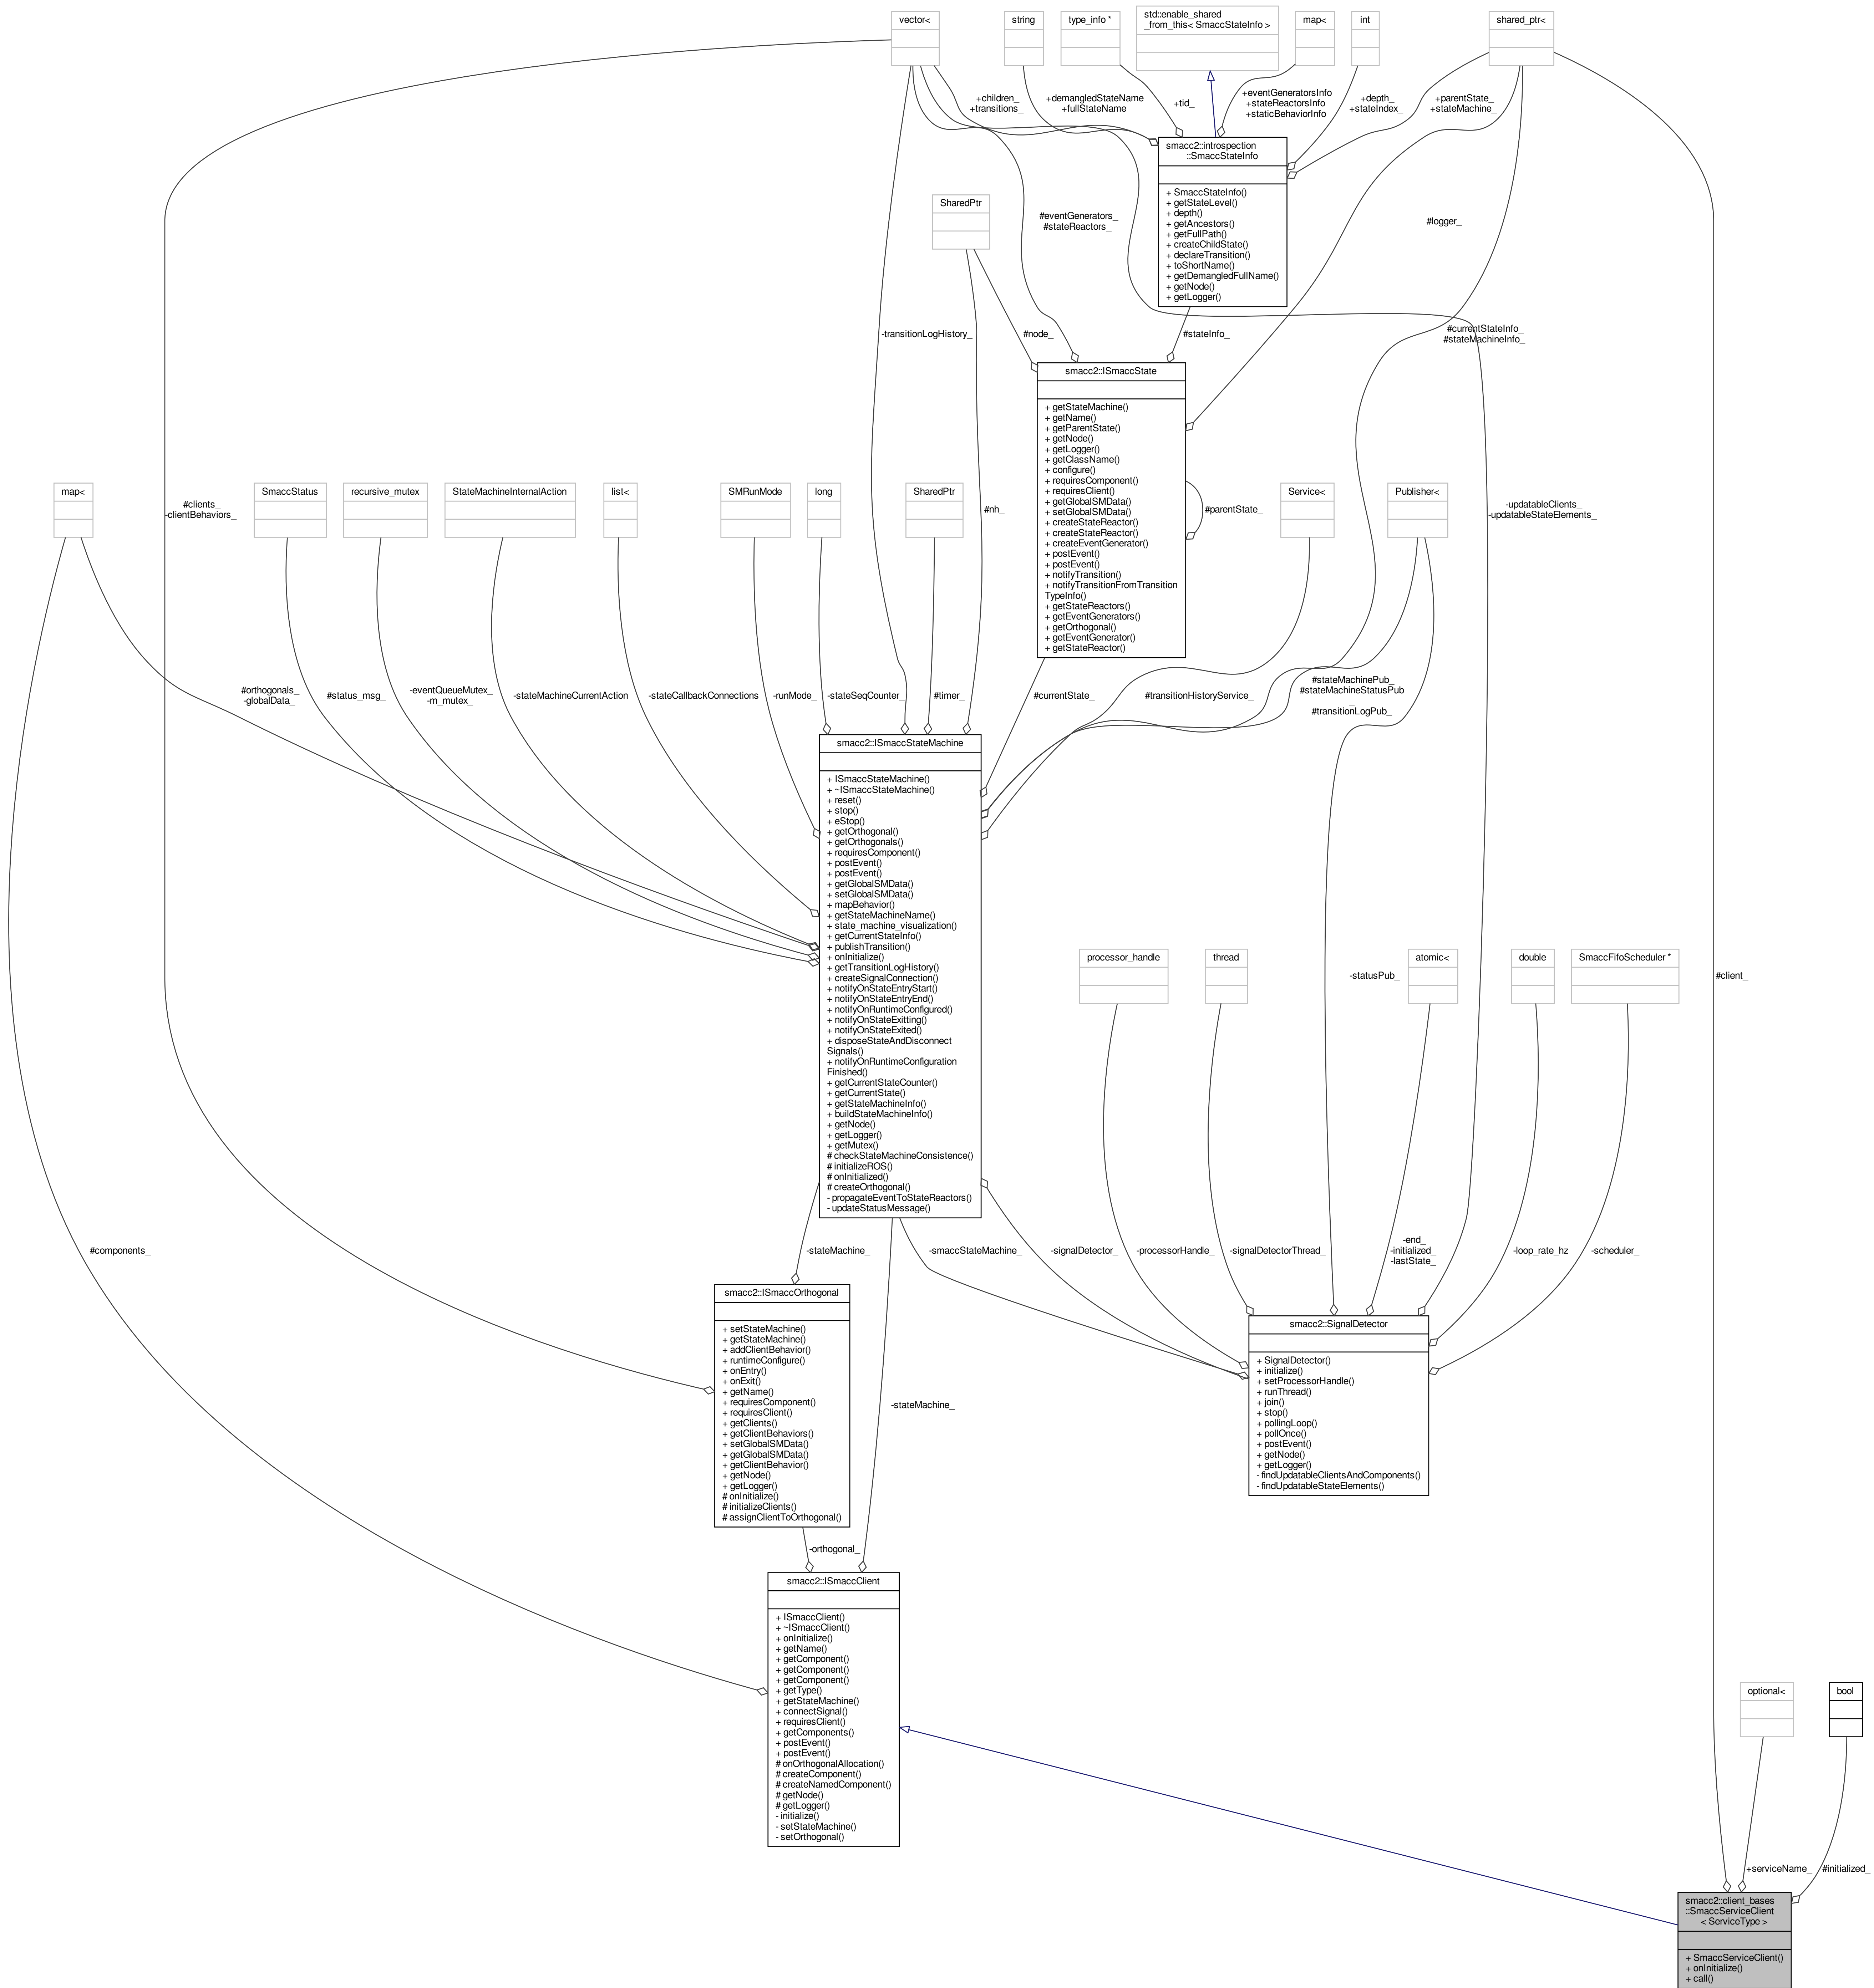 vector<
string
type_info *
std::enable_shared
_from_this< SmaccStateInfo >
map<
int
shared_ptr<
+children_
+transitions_
+demangledStateName
+fullStateName
+tid_
+eventGeneratorsInfo
+stateReactorsInfo
+staticBehaviorInfo
+depth_
+stateIndex_
+parentState_
+stateMachine_
smacc2::introspection
::SmaccStateInfo
+ SmaccStateInfo()
+ getStateLevel()
+ depth()
+ getAncestors()
+ getFullPath()
+ createChildState()
+ declareTransition()
+ toShortName()
+ getDemangledFullName()
+ getNode()
+ getLogger()
SharedPtr
#eventGenerators_
#stateReactors_
#logger_
-transitionLogHistory_
#node_
#stateInfo_
#currentStateInfo_
#stateMachineInfo_
smacc2::ISmaccState
+ getStateMachine()
+ getName()
+ getParentState()
+ getNode()
+ getLogger()
+ getClassName()
+ configure()
+ requiresComponent()
+ requiresClient()
+ getGlobalSMData()
+ setGlobalSMData()
+ createStateReactor()
+ createStateReactor()
+ createEventGenerator()
+ postEvent()
+ postEvent()
+ notifyTransition()
+ notifyTransitionFromTransition
TypeInfo()
+ getStateReactors()
+ getEventGenerators()
+ getOrthogonal()
+ getEventGenerator()
+ getStateReactor()
map<
#clients_
-clientBehaviors_
SmaccStatus
recursive_mutex
StateMachineInternalAction
list<
SMRunMode
long
SharedPtr
#nh_
#parentState_
Service<
Publisher<
-updatableClients_
-updatableStateElements_
#orthogonals_
-globalData_
#status_msg_
-eventQueueMutex_
-m_mutex_
-stateMachineCurrentAction
-stateCallbackConnections
-runMode_
-stateSeqCounter_
#timer_
#currentState_
#transitionHistoryService_
#stateMachinePub_
#stateMachineStatusPub
_
#transitionLogPub_
smacc2::ISmaccStateMachine
+ ISmaccStateMachine()
+ ~ISmaccStateMachine()
+ reset()
+ stop()
+ eStop()
+ getOrthogonal()
+ getOrthogonals()
+ requiresComponent()
+ postEvent()
+ postEvent()
+ getGlobalSMData()
+ setGlobalSMData()
+ mapBehavior()
+ getStateMachineName()
+ state_machine_visualization()
+ getCurrentStateInfo()
+ publishTransition()
+ onInitialize()
+ getTransitionLogHistory()
+ createSignalConnection()
+ notifyOnStateEntryStart()
+ notifyOnStateEntryEnd()
+ notifyOnRuntimeConfigured()
+ notifyOnStateExitting()
+ notifyOnStateExited()
+ disposeStateAndDisconnect
Signals()
+ notifyOnRuntimeConfiguration
Finished()
+ getCurrentStateCounter()
+ getCurrentState()
+ getStateMachineInfo()
+ buildStateMachineInfo()
+ getNode()
+ getLogger()
+ getMutex()
# checkStateMachineConsistence()
# initializeROS()
# onInitialized()
# createOrthogonal()
- propagateEventToStateReactors()
- updateStatusMessage()
processor_handle
thread
-statusPub_
atomic<
double
SmaccFifoScheduler *
#client_
#components_
-stateMachine_
-smaccStateMachine_
-signalDetector_
-processorHandle_
-signalDetectorThread_
-end_
-initialized_
-lastState_
-loop_rate_hz
-scheduler_
smacc2::ISmaccOrthogonal
+ setStateMachine()
+ getStateMachine()
+ addClientBehavior()
+ runtimeConfigure()
+ onEntry()
+ onExit()
+ getName()
+ requiresComponent()
+ requiresClient()
+ getClients()
+ getClientBehaviors()
+ setGlobalSMData()
+ getGlobalSMData()
+ getClientBehavior()
+ getNode()
+ getLogger()
# onInitialize()
# initializeClients()
# assignClientToOrthogonal()
-stateMachine_
smacc2::SignalDetector
+ SignalDetector()
+ initialize()
+ setProcessorHandle()
+ runThread()
+ join()
+ stop()
+ pollingLoop()
+ pollOnce()
+ postEvent()
+ getNode()
+ getLogger()
- findUpdatableClientsAndComponents()
- findUpdatableStateElements()
-orthogonal_
smacc2::ISmaccClient
+ ISmaccClient()
+ ~ISmaccClient()
+ onInitialize()
+ getName()
+ getComponent()
+ getComponent()
+ getComponent()
+ getType()
+ getStateMachine()
+ connectSignal()
+ requiresClient()
+ getComponents()
+ postEvent()
+ postEvent()
# onOrthogonalAllocation()
# createComponent()
# createNamedComponent()
# getNode()
# getLogger()
- initialize()
- setStateMachine()
- setOrthogonal()
optional<
bool
+serviceName_
#initialized_
smacc2::client_bases
::SmaccServiceClient
< ServiceType >
+ SmaccServiceClient()
+ onInitialize()
+ call()